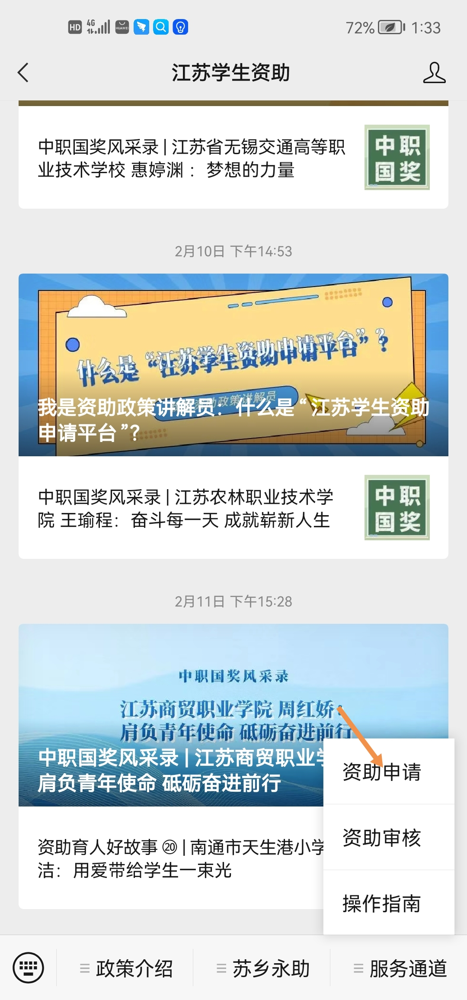 HD 4G HUAWEI 72% 1:33
江苏学生资助
中职国奖风采录 | 江苏省无锡交通高等职
业技术学校 惠婷渊 : 梦想的力量
中职
国奖
2月10日 下午14:53
什么是“江苏学生资助申请平台”?
政策讲解员
我是资助政策讲解员:什么是“江苏学生资助
申请平台”?
中职国奖风采录 | 江苏农林职业技术学
院 王瑜程: 奋斗每一天 成就崭新人生
中职
国奖
2月11日 下午15:28
中职国奖风采录
江苏商贸职业学院 周红娇:
肩负青年使命 砥砺奋进前行
中职国奖风采录 | 江苏商贸职业学
肩负青年使命 砥砺奋进前行
资助育人好故事 ⑳ | 南通市天生港小学
洁: 用爱带给学生一束光
资助申请
资助审核
操作指南
政策介绍 苏乡永助 服务通道